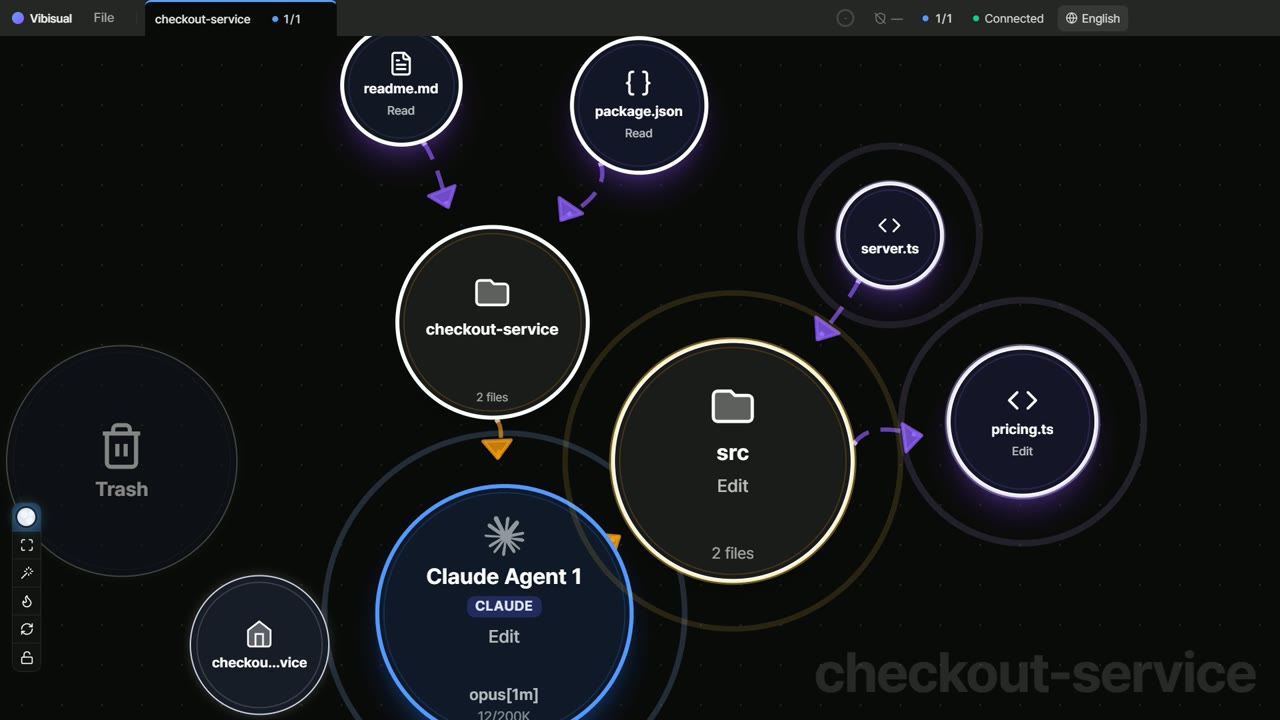 Vibisual
File
checkout-service
1/1
1/1
Connected
English
readme.md
Read
package.json
Read
server.ts
checkout-service
2 files
src
Edit
2 files
pricing.ts
Edit
Trash
Claude Agent 1
CLAUDE
Edit
opus[1m]
12/200K
checkou...vice
checkout-service